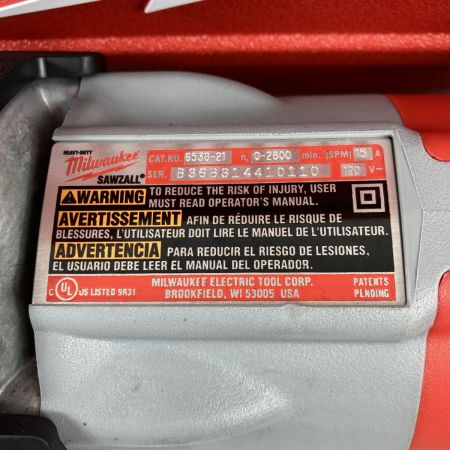 HEAVY-DUTY
Milwaukee
SAWZALL®
CAT.NO. 6538-21 n₀ 0-2800 min. (SPM) 15 A
SER. B36B814410110 120 V~
⚠WARNING TO REDUCE THE RISK OF INJURY, USER
MUST READ OPERATOR'S MANUAL.
AVERTISSEMENT AFIN DE RÉDUIRE LE RISQUE DE
BLESSURES, L'UTILISATEUR DOIT LIRE LE MANUEL DE L'UTILISATEUR.
ADVERTENCIA PARA REDUCIR EL RIESGO DE LESIONES,
EL USUARIO DEBE LEER EL MANUAL DEL OPERADOR.
C UL US LISTED 9R31
MILWAUKEE ELECTRIC TOOL CORP.
BROOKFIELD, WI 53005 USA
PATENTS
PENDING